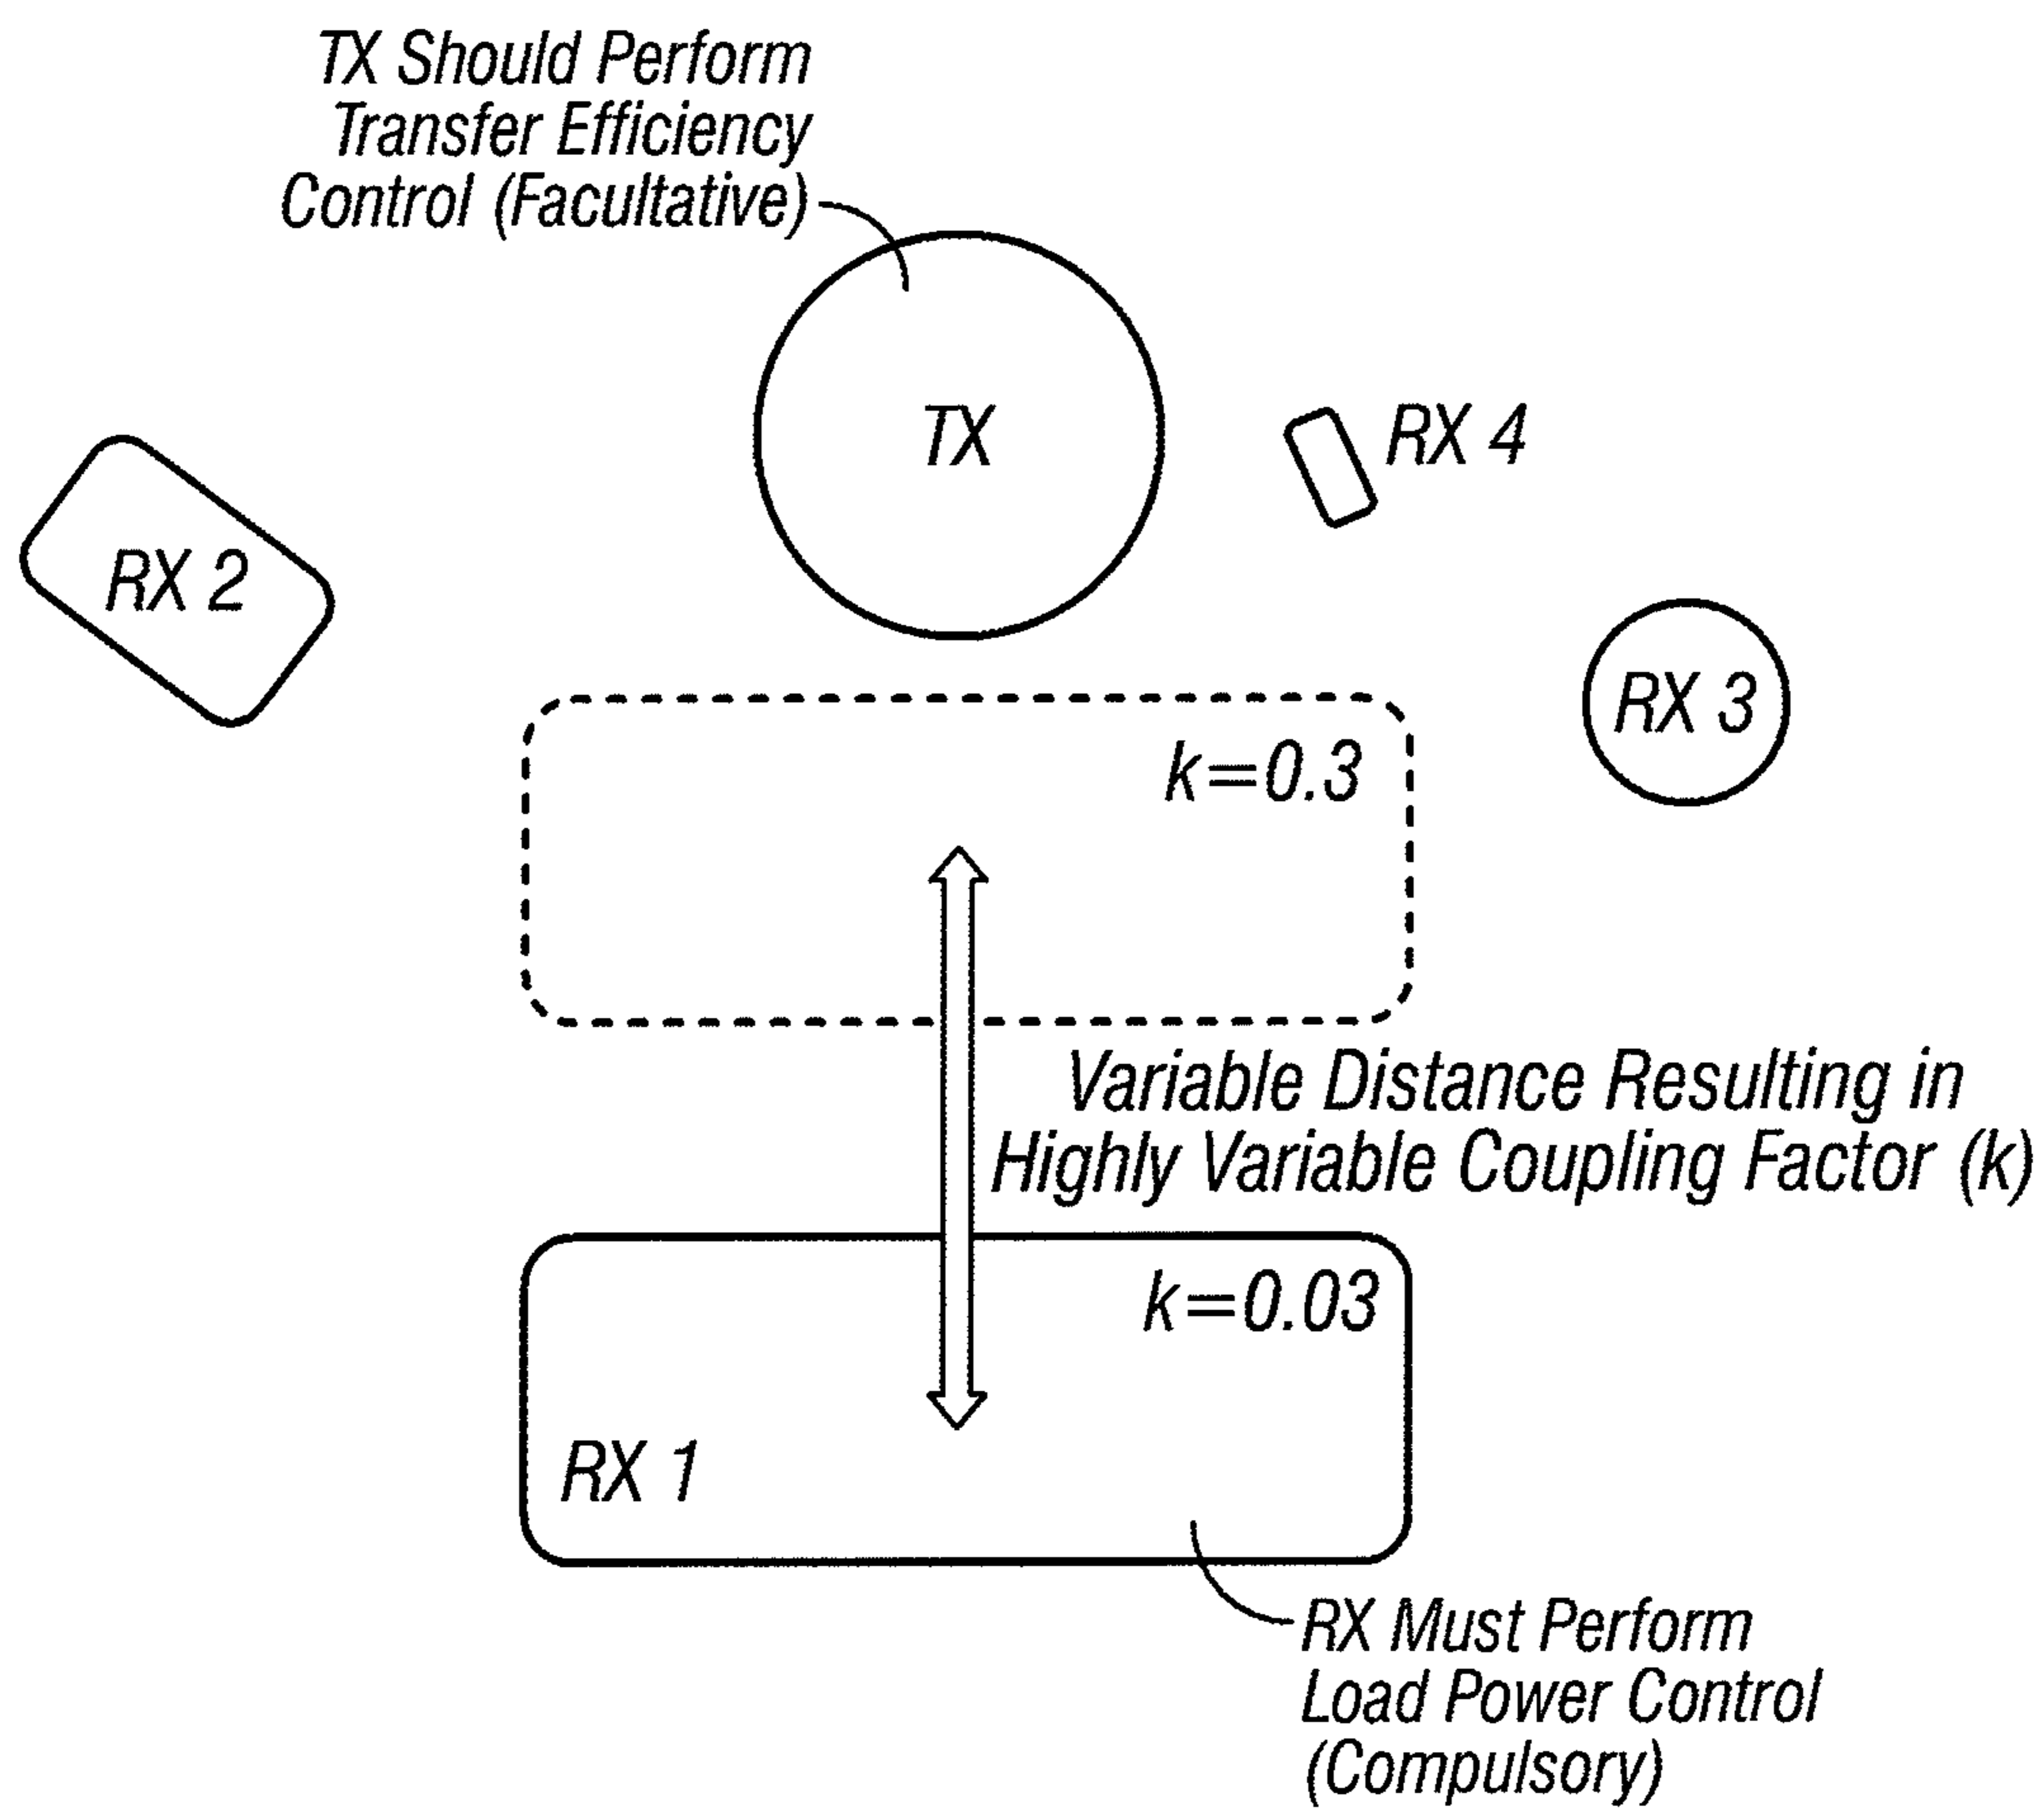 TX Should Perform
Transfer Efficiency
Control (Facultative)
TX
RX 4
RX 2
RX 3
k=0.3
Variable Distance Resulting in
Highly Variable Coupling Factor (k)
k=0.03
RX 1
RX Must Perform
Load Power Control
(Compulsory)